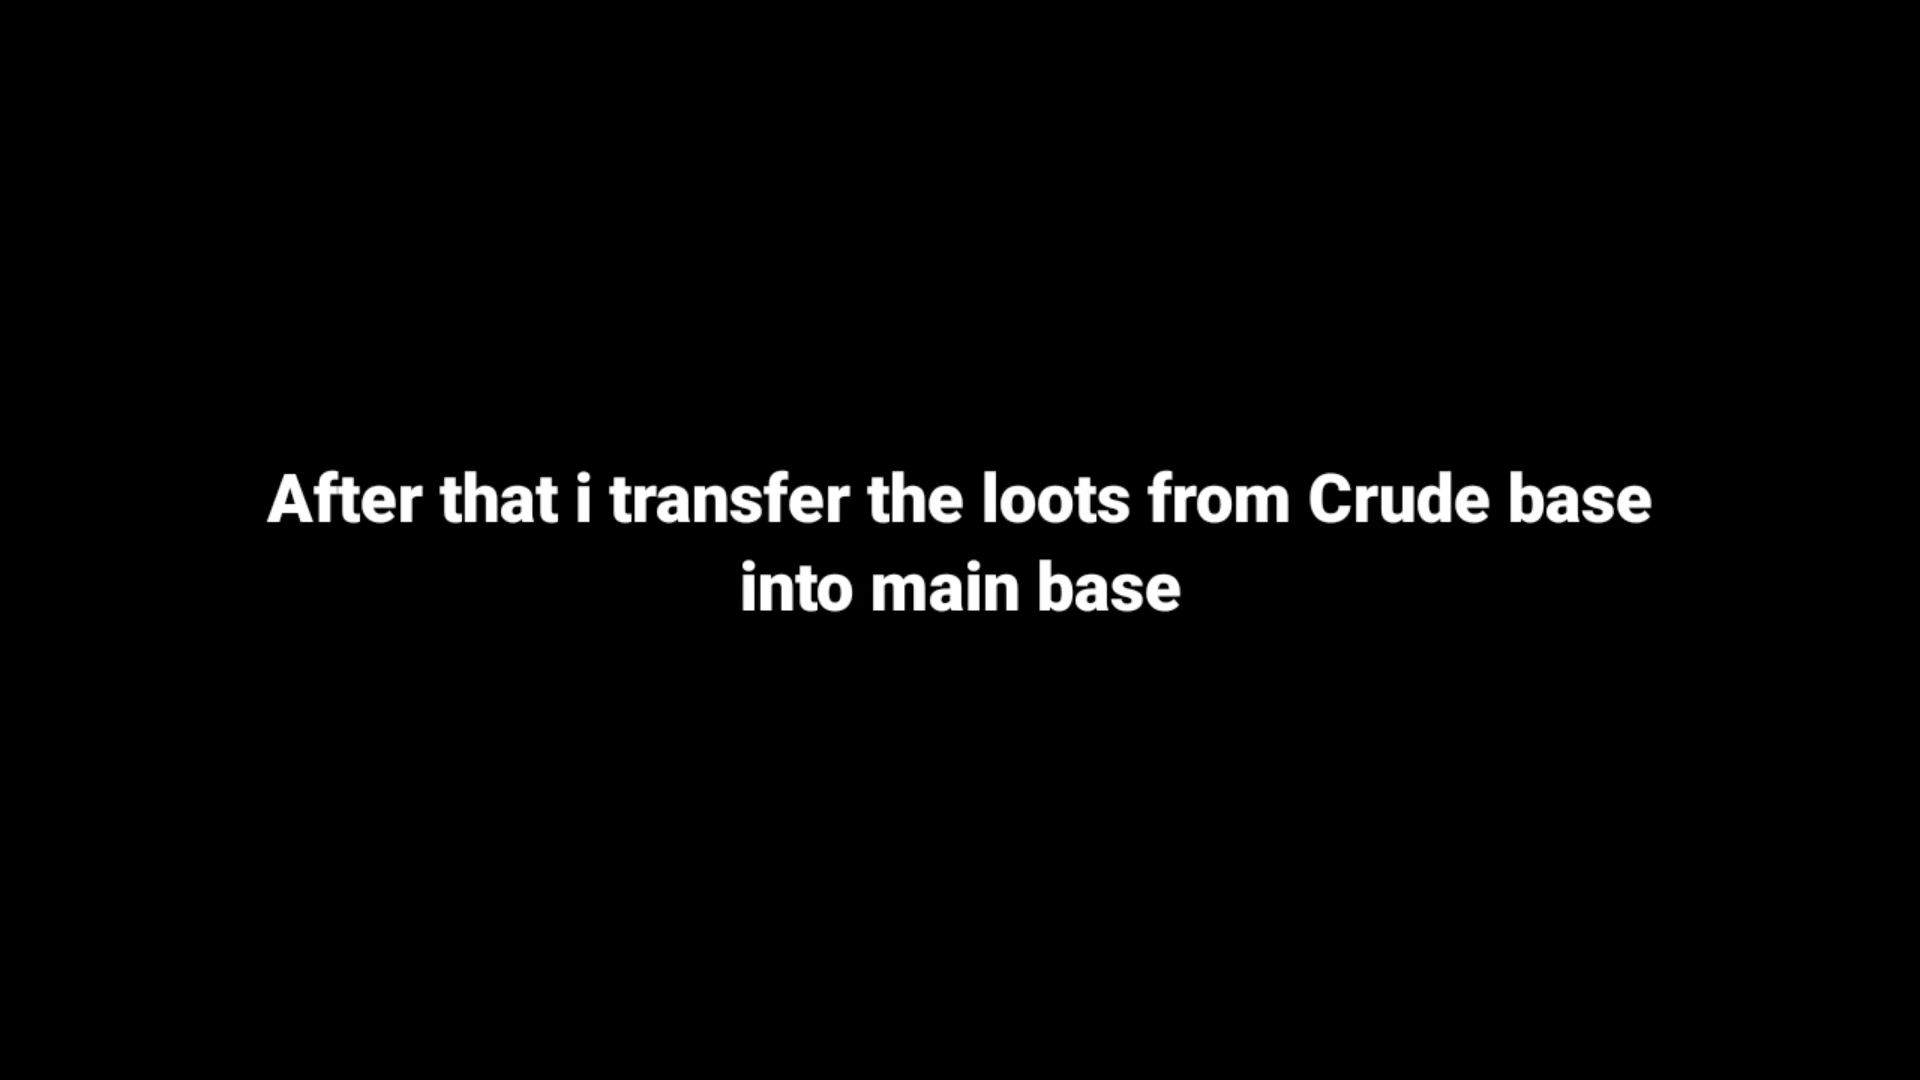 After that i transfer the loots from Crude base
into main base